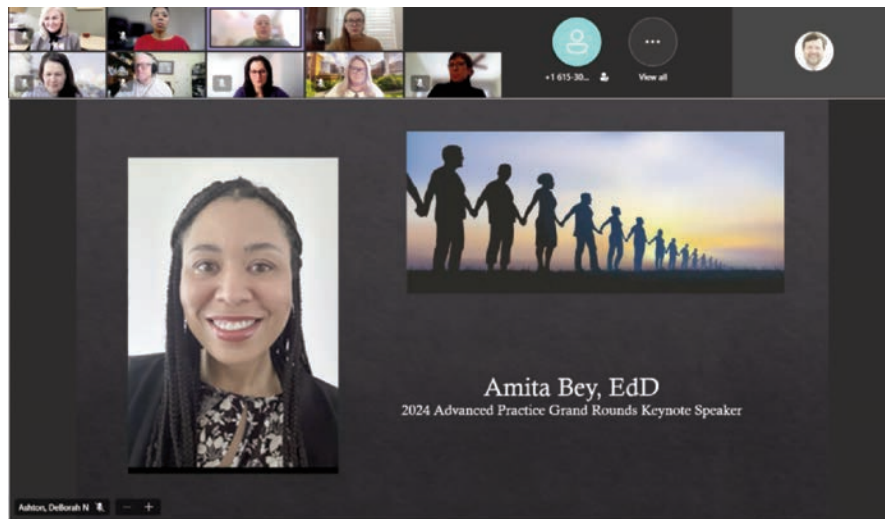 +1 615-30...
View all
Amita Bey, EdD
2024 Advanced Practice Grand Rounds Keynote Speaker
Ashton, DeBorah N